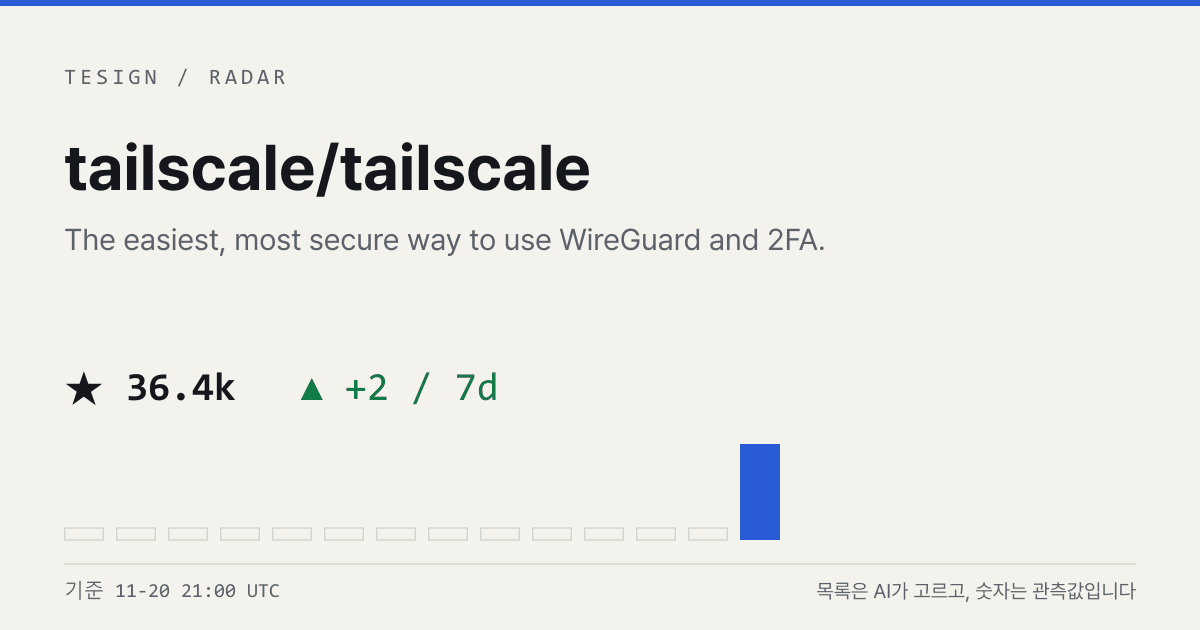 TESIGN / RADAR
tailscale/tailscale
The easiest, most secure way to use WireGuard and 2FA.
★ 36.4k ▲ +2 / 7d
기준 11-20 21:00 UTC
목록은 AI가 고르고, 숫자는 관측값입니다